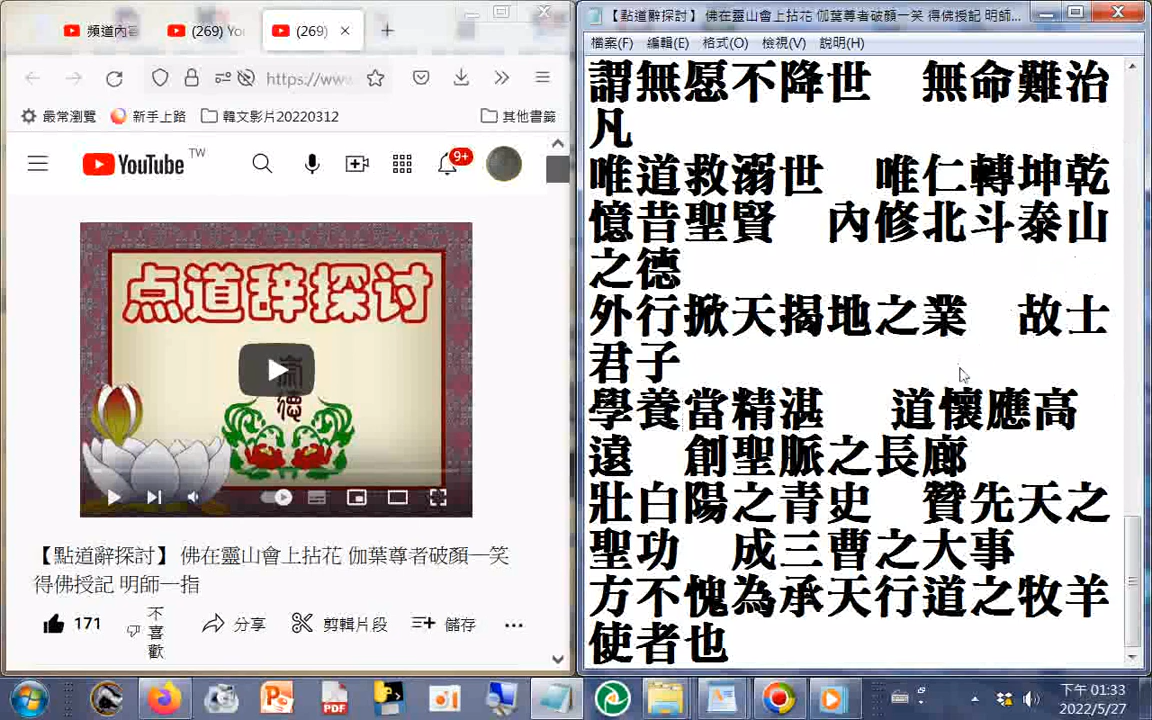 頻道內容
(269) Yo
(269)
https://www
最常瀏覽 新手上路 韓文影片20220312 其他書籤
YouTube TW
9+
点道辞探讨
【點道辭探討】 佛在靈山會上拈花 伽葉尊者破顏一笑
得佛授記 明師一指
171 不喜歡 分享 剪輯片段 儲存
【點道辭探討】 佛在靈山會上拈花 伽葉尊者破顏一笑 得佛授記 明師...
檔案(F) 編輯(E) 格式(O) 檢視(V) 說明(H)
謂無愿不降世 無命難治
凡
唯道救溺世 唯仁轉坤乾
憶昔聖賢 內修北斗泰山
之德
外行掀天揭地之業 故士
君子
學養當精湛 道懷應高
遠 創聖脈之長廊
壯白陽之青史 贊先天之
聖功 成三曹之大事
方不愧為承天行道之牧羊
使者也
PDF
下午 01:33
2022/5/27